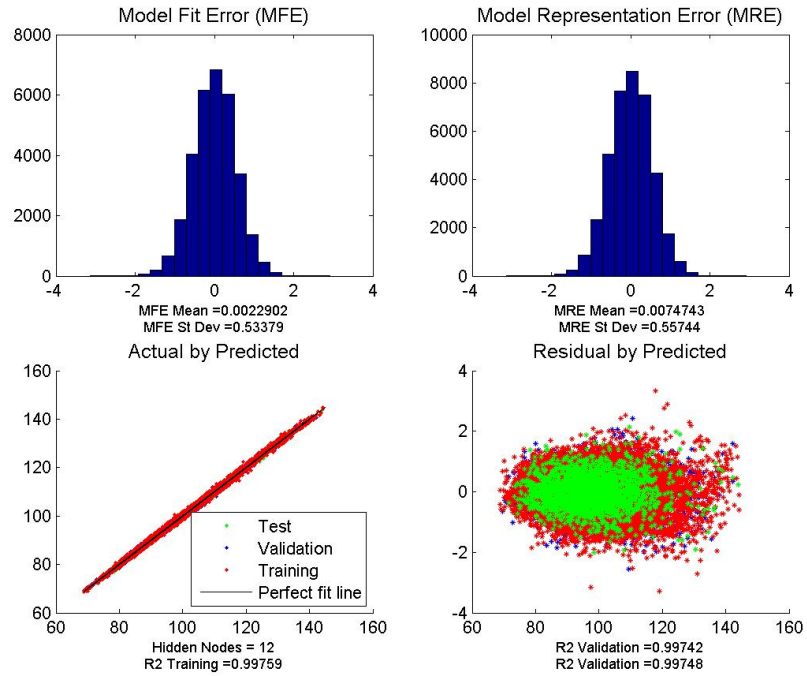 Model Fit Error (MFE)
8000
6000
4000
2000
0
-4
-2
0
2
4
MFE Mean =0.0022902
MFE St Dev =0.53379
Model Representation Error (MRE)
10000
8000
6000
4000
2000
0
-4
-2
0
2
4
MRE Mean =0.0074743
MRE St Dev =0.55744
Actual by Predicted
160
140
120
100
80
60
60
80
100
120
140
160
Test
Validation
Training
Perfect fit line
Hidden Nodes = 12
R2 Training =0.99759
Residual by Predicted
4
2
0
-2
-4
60
80
100
120
140
160
R2 Validation =0.99742
R2 Validation =0.99748